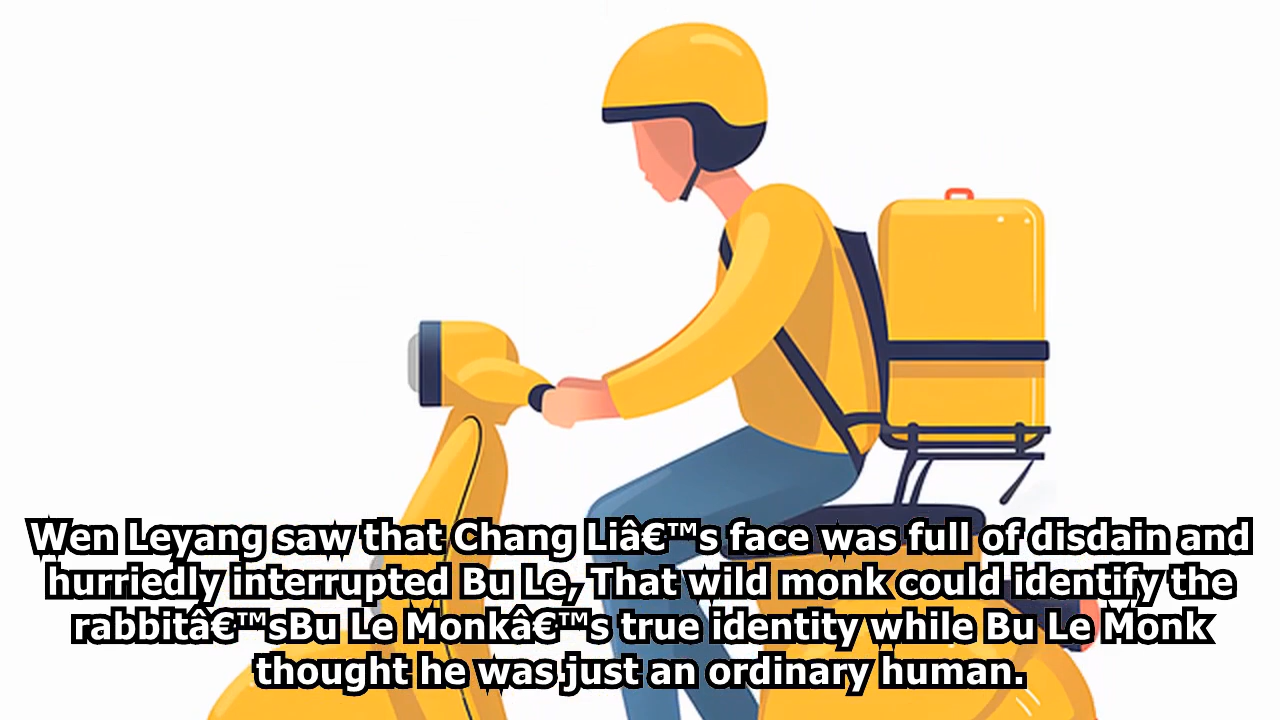 Wen Leyang saw that Chang Liâ€™s face was full of disdain and
hurriedly interrupted Bu Le, That wild monk could identify the
rabbitâ€™sBu Le Monkâ€™s true identity while Bu Le Monk
thought he was just an ordinary human.